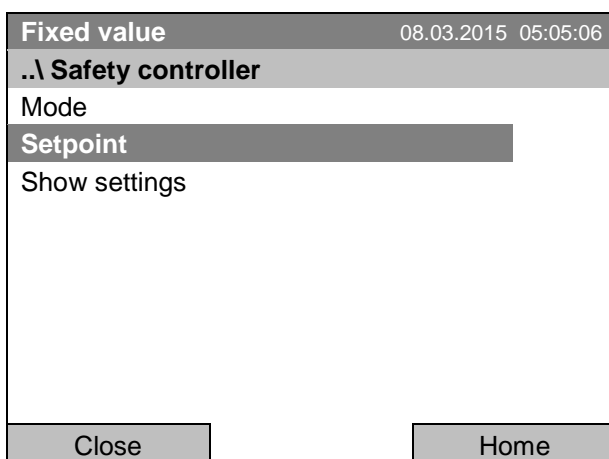 Fixed value 08.03.2015 05:05:06
..\ Safety controller
Mode
Setpoint
Show settings
Close Home